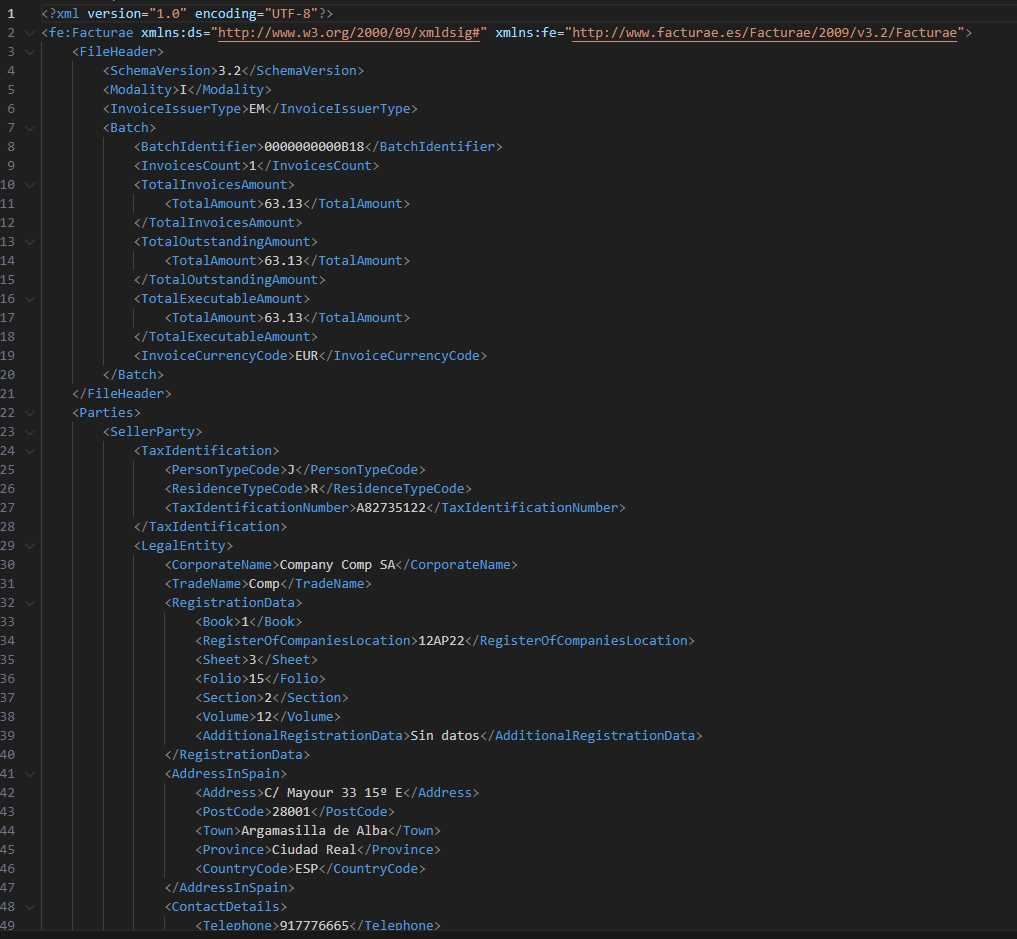 1 <?xml version="1.0" encoding="UTF-8"?>
2 <fe:Facturae xmlns:ds="http://www.w3.org/2000/09/xmldsig#" xmlns:fe="http://www.facturae.es/Facturae/2009/v3.2/Facturae">
3 <FileHeader>
4 <SchemaVersion>3.2</SchemaVersion>
5 <Modality>I</Modality>
6 <InvoiceIssuerType>EM</InvoiceIssuerType>
7 <Batch>
8 <BatchIdentifier>0000000000B18</BatchIdentifier>
9 <InvoicesCount>1</InvoicesCount>
10 <TotalInvoicesAmount>
11 <TotalAmount>63.13</TotalAmount>
12 </TotalInvoicesAmount>
13 <TotalOutstandingAmount>
14 <TotalAmount>63.13</TotalAmount>
15 </TotalOutstandingAmount>
16 <TotalExecutableAmount>
17 <TotalAmount>63.13</TotalAmount>
18 </TotalExecutableAmount>
19 <InvoiceCurrencyCode>EUR</InvoiceCurrencyCode>
20 </Batch>
21 </FileHeader>
22 <Parties>
23 <SellerParty>
24 <TaxIdentification>
25 <PersonTypeCode>J</PersonTypeCode>
26 <ResidenceTypeCode>R</ResidenceTypeCode>
27 <TaxIdentificationNumber>A82735122</TaxIdentificationNumber>
28 </TaxIdentification>
29 <LegalEntity>
30 <CorporateName>Company Comp SA</CorporateName>
31 <TradeName>Comp</TradeName>
32 <RegistrationData>
33 <Book>1</Book>
34 <RegisterOfCompaniesLocation>12AP22</RegisterOfCompaniesLocation>
35 <Sheet>3</Sheet>
36 <Folio>15</Folio>
37 <Section>2</Section>
38 <Volume>12</Volume>
39 <AdditionalRegistrationData>Sin datos</AdditionalRegistrationData>
40 </RegistrationData>
41 <AddressInSpain>
42 <Address>C/ Mayour 33 15º E</Address>
43 <PostCode>28001</PostCode>
44 <Town>Argamasilla de Alba</Town>
45 <Province>Ciudad Real</Province>
46 <CountryCode>ESP</CountryCode>
47 </AddressInSpain>
48 <ContactDetails>
49 <Telephone>917776665</Telephone>